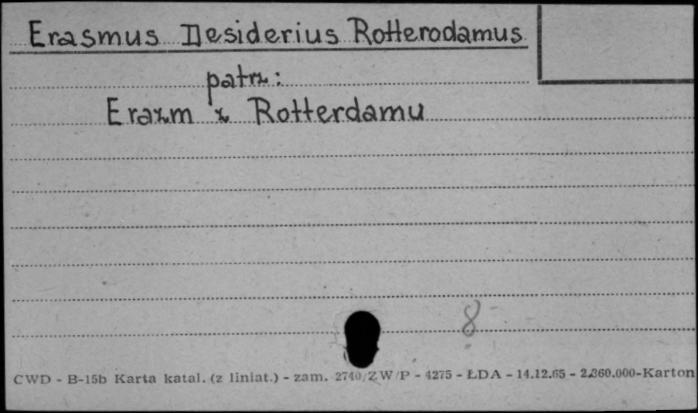 Erasmus Desiderius Rotterodamus
patrz:
Erazm z Rotterdamu
8
CWD - B-15b Karta katal. (z liniat.) - zam. 2740/ZW/P - 4275 - ŁDA - 14.12.65 - 2.360.000-Karton